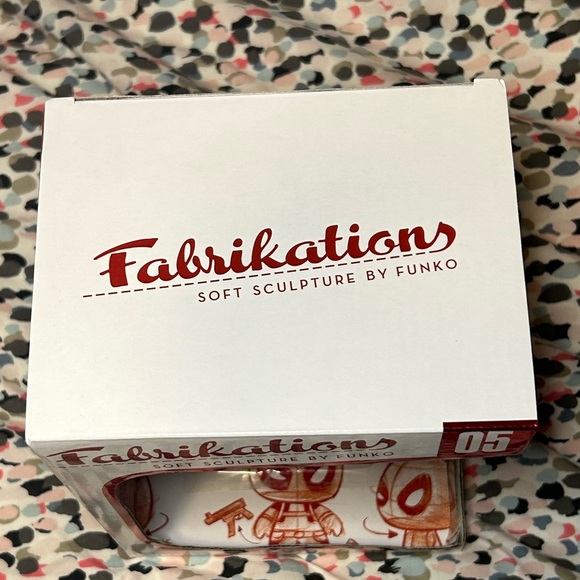 Fabrikations
SOFT SCULPTURE BY FUNKO
05
Fabrikations
SOFT SCULPTURE BY FUNKO